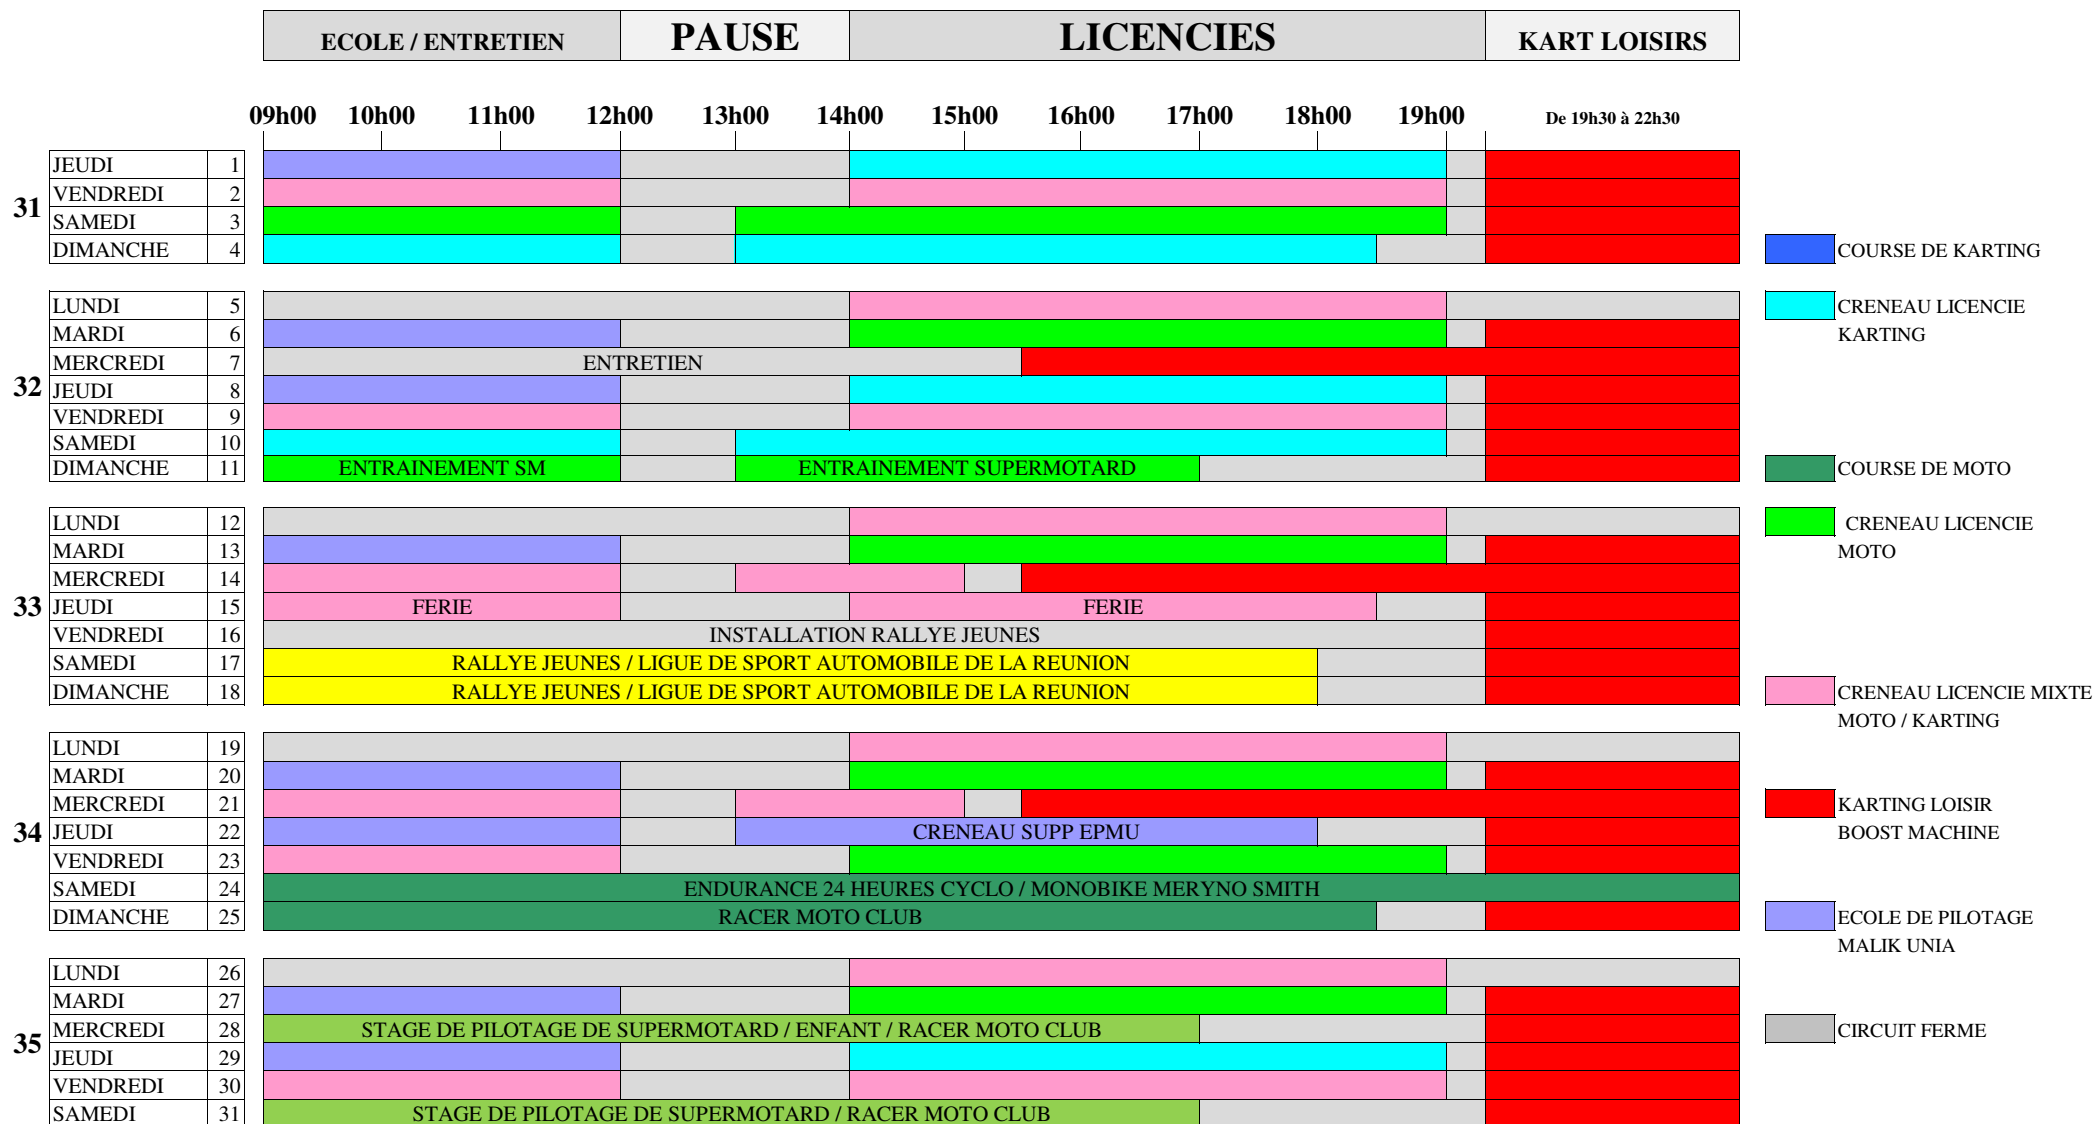 ECOLE / ENTRETIEN PAUSE LICENCIES KART LOISIRS
09h00 10h00 11h00 12h00 13h00 14h00 15h00 16h00 17h00 18h00 19h00 De 19h30 à 22h30
31
JEUDI 1
VENDREDI 2
SAMEDI 3
DIMANCHE 4
COURSE DE KARTING
32
LUNDI 5
CRENEAU LICENCIE
MARDI 6
KARTING
MERCREDI 7 ENTRETIEN
JEUDI 8
VENDREDI 9
SAMEDI 10
DIMANCHE 11 ENTRAINEMENT SM ENTRAINEMENT SUPERMOTARD
COURSE DE MOTO
33
LUNDI 12
CRENEAU LICENCIE
MARDI 13
MOTO
MERCREDI 14
JEUDI 15 FERIE FERIE
VENDREDI 16 INSTALLATION RALLYE JEUNES
SAMEDI 17 RALLYE JEUNES / LIGUE DE SPORT AUTOMOBILE DE LA REUNION
DIMANCHE 18 RALLYE JEUNES / LIGUE DE SPORT AUTOMOBILE DE LA REUNION
CRENEAU LICENCIE MIXTE
MOTO / KARTING
34
LUNDI 19
MARDI 20
MERCREDI 21
KARTING LOISIR
JEUDI 22 CRENEAU SUPP EPMU
BOOST MACHINE
VENDREDI 23
SAMEDI 24 ENDURANCE 24 HEURES CYCLO / MONOBIKE MERYNO SMITH
DIMANCHE 25 RACER MOTO CLUB
ECOLE DE PILOTAGE
MALIK UNIA
35
LUNDI 26
MARDI 27
MERCREDI 28 STAGE DE PILOTAGE DE SUPERMOTARD / ENFANT / RACER MOTO CLUB
CIRCUIT FERME
JEUDI 29
VENDREDI 30
SAMEDI 31 STAGE DE PILOTAGE DE SUPERMOTARD / RACER MOTO CLUB